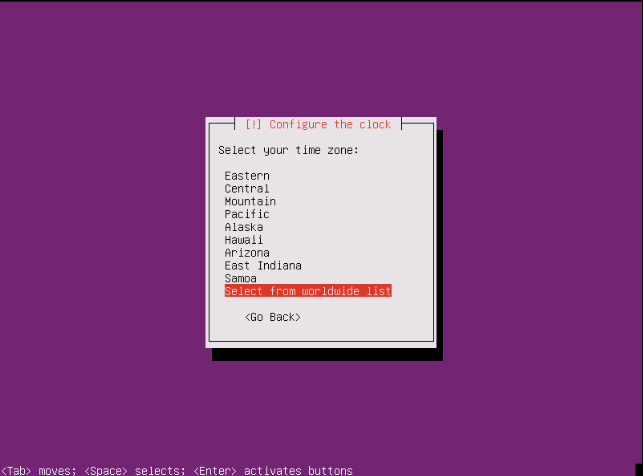 [!] Configure the clock
Select your time zone:
Eastern
Central
Mountain
Pacific
Alaska
Hawaii
Arizona
East Indiana
Samoa
Select from worldwide list
<Go Back>
<Tab> moves; <Space> selects; <Enter> activates buttons